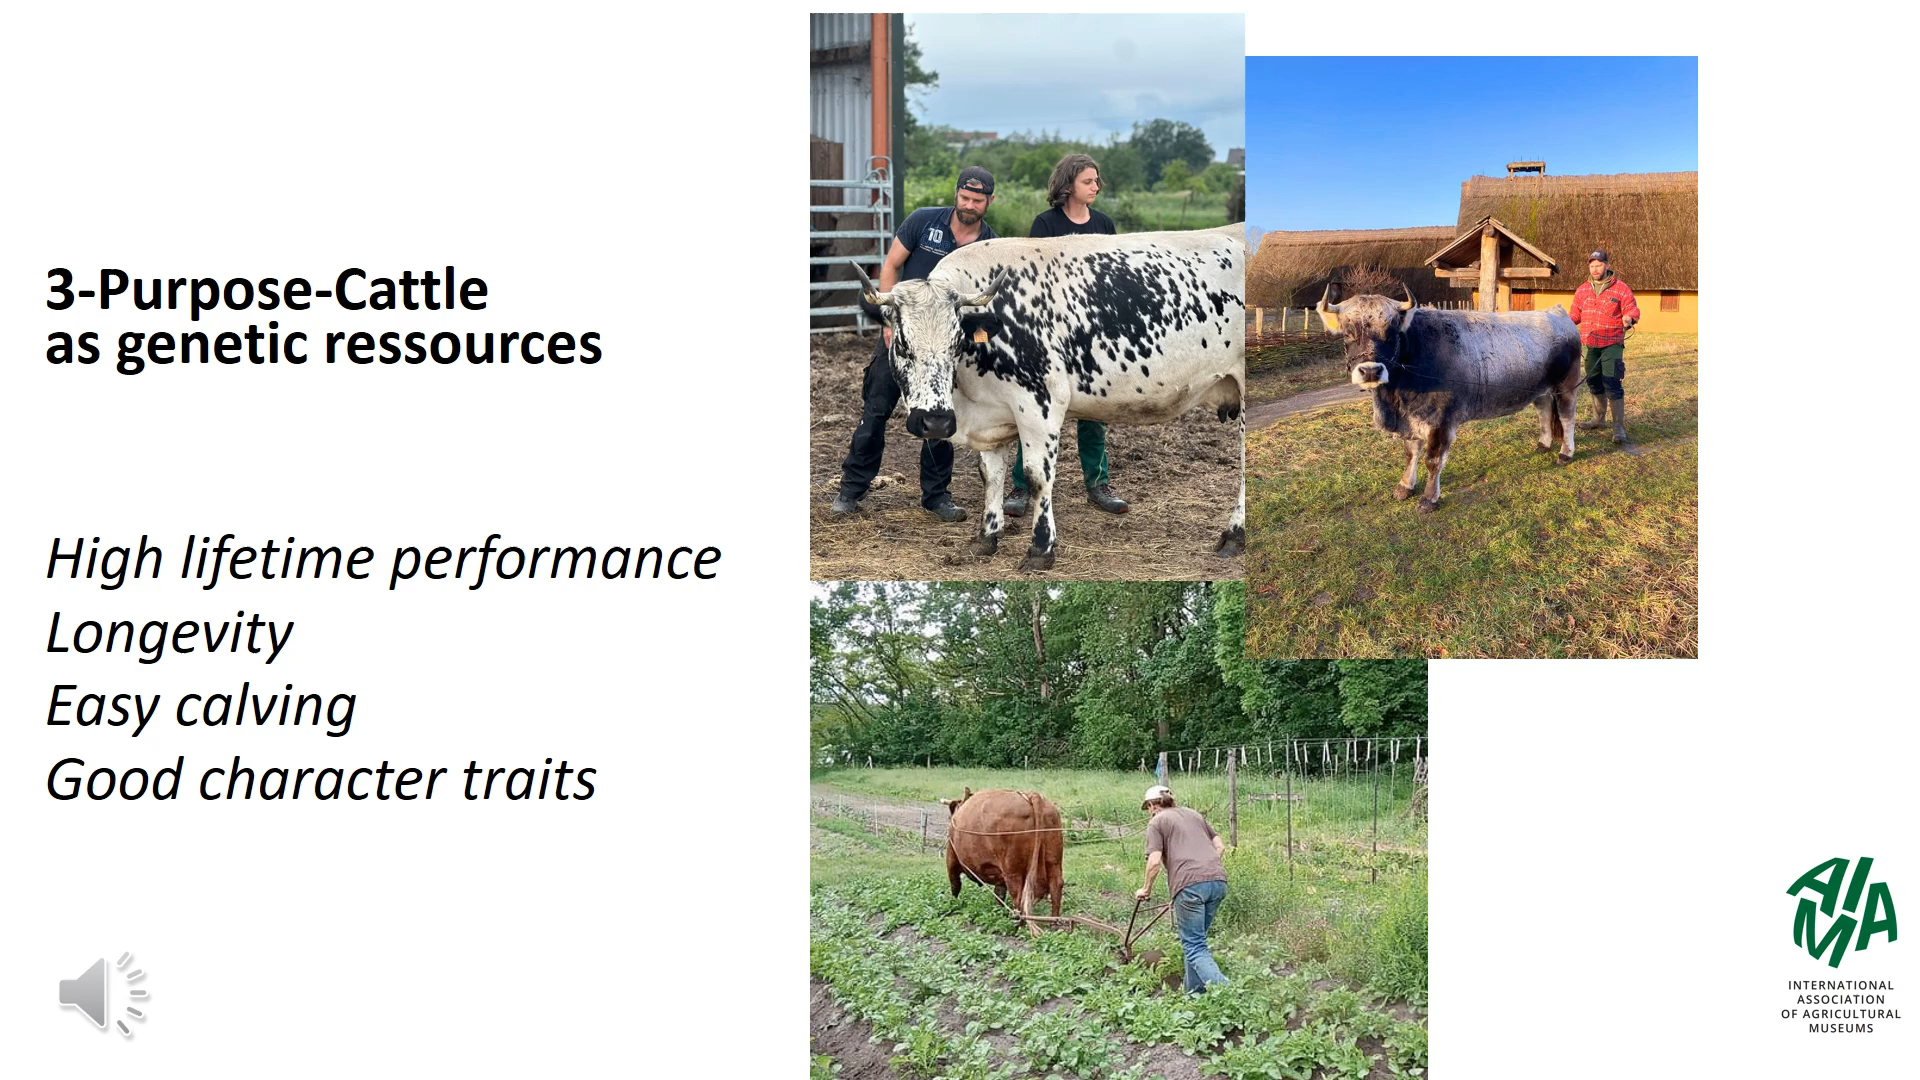 3-Purpose-Cattle
as genetic ressources
High lifetime performance
Longevity
Easy calving
Good character traits
10
AIMA
INTERNATIONAL
ASSOCIATION
OF AGRICULTURAL
MUSEUMS